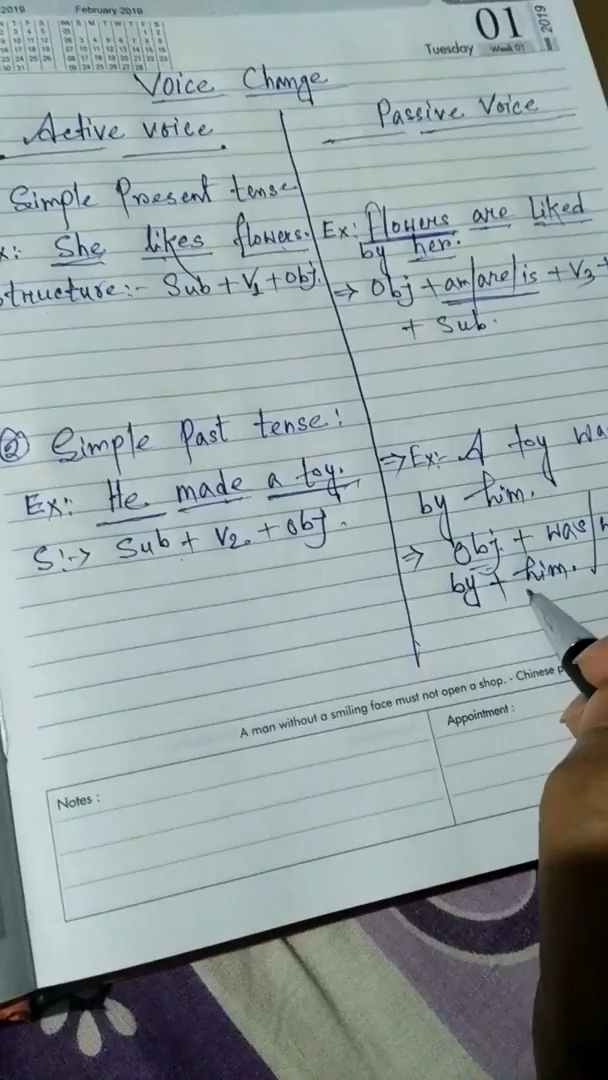 2019
February 2019
01
2019
Tuesday
Week 01
Voice Change
Active voice
Passive Voice
Simple Present tense
Ex: She likes flowers.
Structure:- Sub + V1 + Obj.
Ex: Flowers are liked
by her.
=> Obj + am/are/is + V3 +
+ Sub.
② Simple Past tense:
Ex:- He made a toy.
S:-> Sub + V2 + Obj.
=> Ex:- A toy was
by him.
=> Obj + was/
by + him.
A man without a smiling face must not open a shop. - Chinese
Appointment :
Notes :